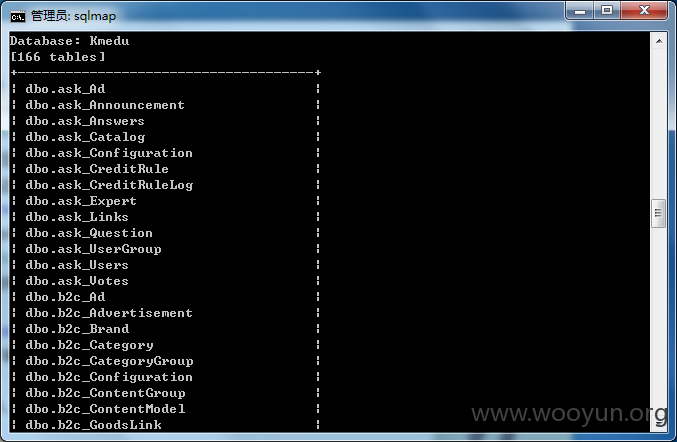 管理员: sqlmap
Database: Kmedu
[166 tables]
+-------------------------------------+
¦ dbo.ask_Ad                          ¦
¦ dbo.ask_Announcement                ¦
¦ dbo.ask_Answers                     ¦
¦ dbo.ask_Catalog                     ¦
¦ dbo.ask_Configuration               ¦
¦ dbo.ask_CreditRule                  ¦
¦ dbo.ask_CreditRuleLog               ¦
¦ dbo.ask_Expert                      ¦
¦ dbo.ask_Links                       ¦
¦ dbo.ask_Question                    ¦
¦ dbo.ask_UserGroup                   ¦
¦ dbo.ask_Users                       ¦
¦ dbo.ask_Votes                       ¦
¦ dbo.b2c_Ad                          ¦
¦ dbo.b2c_Advertisement               ¦
¦ dbo.b2c_Brand                       ¦
¦ dbo.b2c_Category                    ¦
¦ dbo.b2c_CategoryGroup               ¦
¦ dbo.b2c_Configuration               ¦
¦ dbo.b2c_ContentGroup                ¦
¦ dbo.b2c_ContentModel                ¦
¦ dbo.b2c_GoodsLink                   ¦
www.wooyun.org